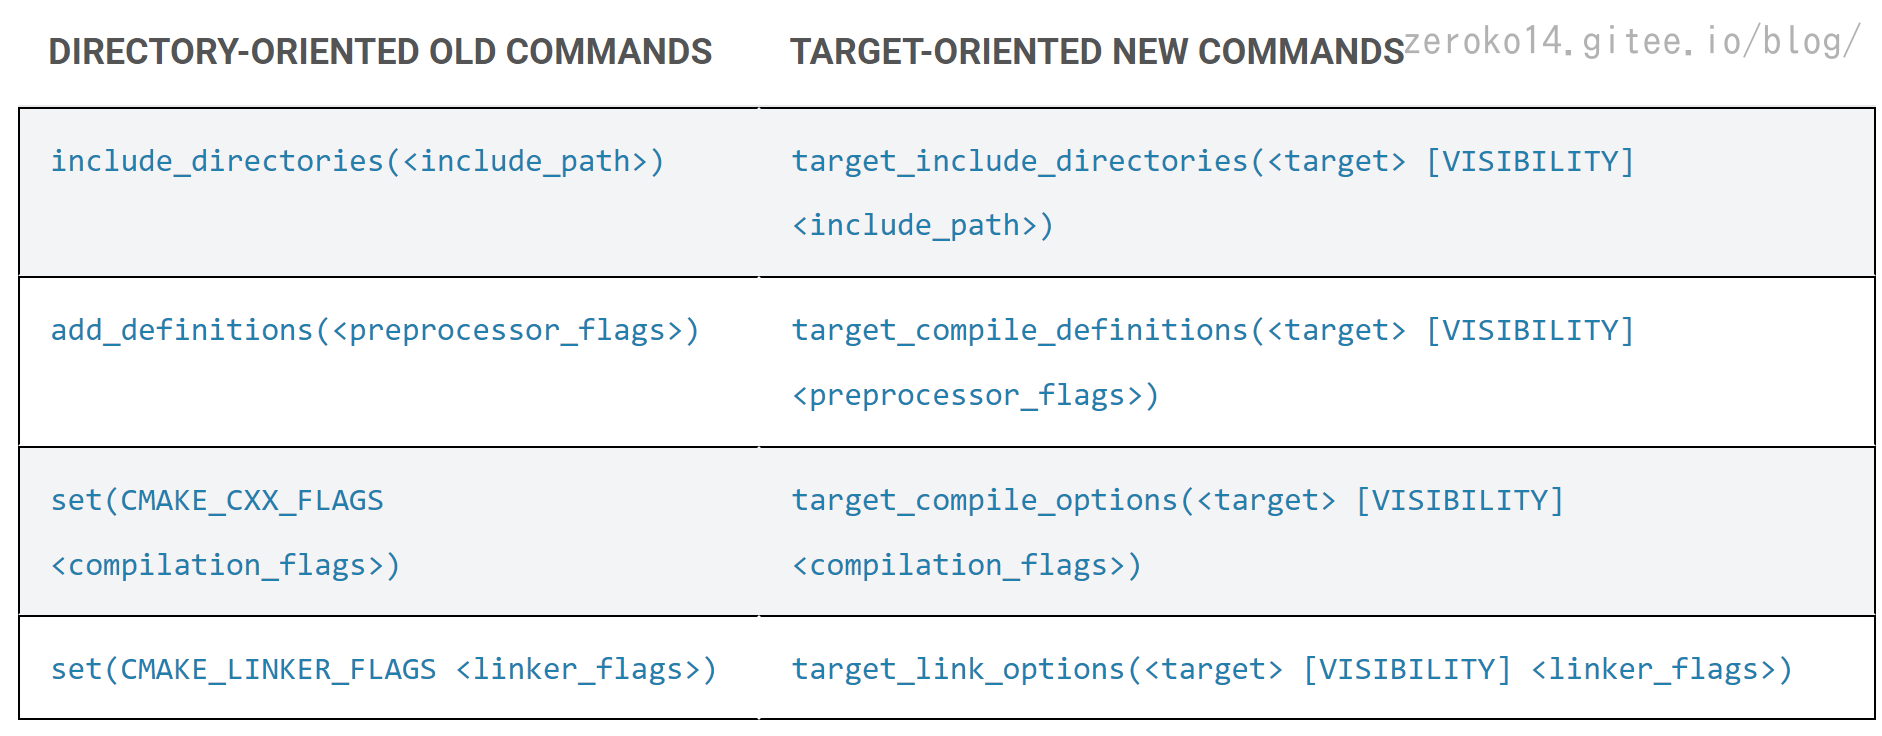 DIRECTORY-ORIENTED OLD COMMANDS
TARGET-ORIENTED NEW COMMANDS
zeroko14.gitee.io/blog/
include_directories(<include_path>)
target_include_directories(<target> [VISIBILITY]
<include_path>)
add_definitions(<preprocessor_flags>)
target_compile_definitions(<target> [VISIBILITY]
<preprocessor_flags>)
set(CMAKE_CXX_FLAGS
<compilation_flags>)
target_compile_options(<target> [VISIBILITY]
<compilation_flags>)
set(CMAKE_LINKER_FLAGS <linker_flags>)
target_link_options(<target> [VISIBILITY] <linker_flags>)